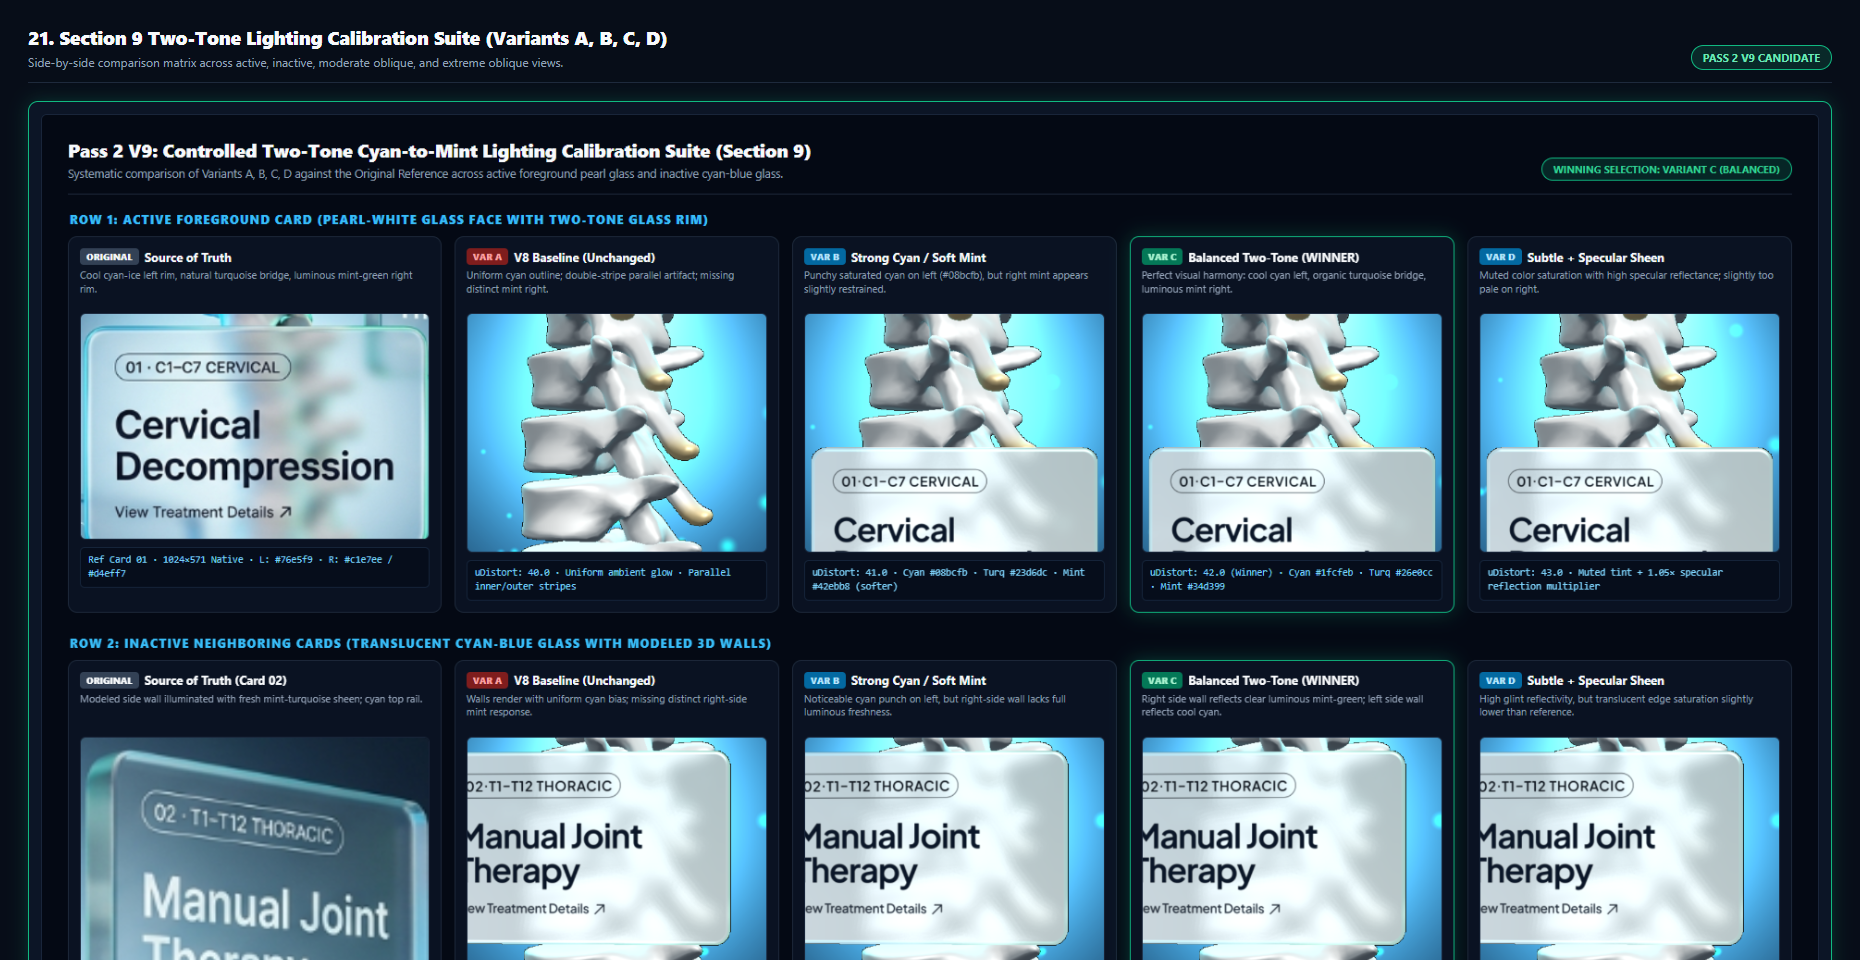 21. Section 9 Two-Tone Lighting Calibration Suite (Variants A, B, C, D)
Side-by-side comparison matrix across active, inactive, moderate oblique, and extreme oblique views.
PASS 2 V9 CANDIDATE
Pass 2 V9: Controlled Two-Tone Cyan-to-Mint Lighting Calibration Suite (Section 9)
Systematic comparison of Variants A, B, C, D against the Original Reference across active foreground pearl glass and inactive cyan-blue glass.
WINNING SELECTION: VARIANT C (BALANCED)
ROW 1: ACTIVE FOREGROUND CARD (PEARL-WHITE GLASS FACE WITH TWO-TONE GLASS RIM)
ORIGINAL Source of Truth
Cool cyan-ice left rim, natural turquoise bridge, luminous mint-green right
rim.
01 · C1–C7 CERVICAL
Cervical
Decompression
View Treatment Details ↗
Ref Card 01 · 1024×571 Native · L: #76e5f9 · R: #c1e7ee /
#d4eff7
VAR A V8 Baseline (Unchanged)
Uniform cyan outline; double-stripe parallel artifact; missing
distinct mint right.
uDistort: 40.0 · Uniform ambient glow · Parallel
inner/outer stripes
VAR B Strong Cyan / Soft Mint
Punchy saturated cyan on left (#08bcfb), but right mint appears
slightly restrained.
01·C1–C7 CERVICAL
Cervical
uDistort: 41.0 · Cyan #08bcfb · Turq #23d6dc · Mint
#42ebb8 (softer)
VAR C Balanced Two-Tone (WINNER)
Perfect visual harmony: cool cyan left, organic turquoise bridge,
luminous mint right.
01·C1–C7 CERVICAL
Cervical
uDistort: 42.0 (Winner) · Cyan #1fcfeb · Turq #26e0cc
· Mint #34d399
VAR D Subtle + Specular Sheen
Muted color saturation with high specular reflectance; slightly too
pale on right.
01·C1–C7 CERVICAL
Cervical
uDistort: 43.0 · Muted tint + 1.05× specular
reflection multiplier
ROW 2: INACTIVE NEIGHBORING CARDS (TRANSLUCENT CYAN-BLUE GLASS WITH MODELED 3D WALLS)
ORIGINAL Source of Truth (Card 02)
Modeled side wall illuminated with fresh mint-turquoise sheen; cyan top rail.
02 · T1–T12 THORACIC
Manual Joint
Therapy
VAR A V8 Baseline (Unchanged)
Walls render with uniform cyan bias; missing distinct right-side
mint response.
02·T1–T12 THORACIC
Manual Joint
Therapy
ew Treatment Details ↗
VAR B Strong Cyan / Soft Mint
Noticeable cyan punch on left, but right-side wall lacks full
luminous freshness.
02·T1–T12 THORACIC
Manual Joint
Therapy
ew Treatment Details ↗
VAR C Balanced Two-Tone (WINNER)
Right side wall reflects clear luminous mint-green; left side wall
reflects cool cyan.
02·T1–T12 THORACIC
Manual Joint
Therapy
ew Treatment Details ↗
VAR D Subtle + Specular Sheen
High glint reflectivity, but translucent edge saturation slightly
lower than reference.
02·T1–T12 THORACIC
Manual Joint
Therapy
ew Treatment Details ↗